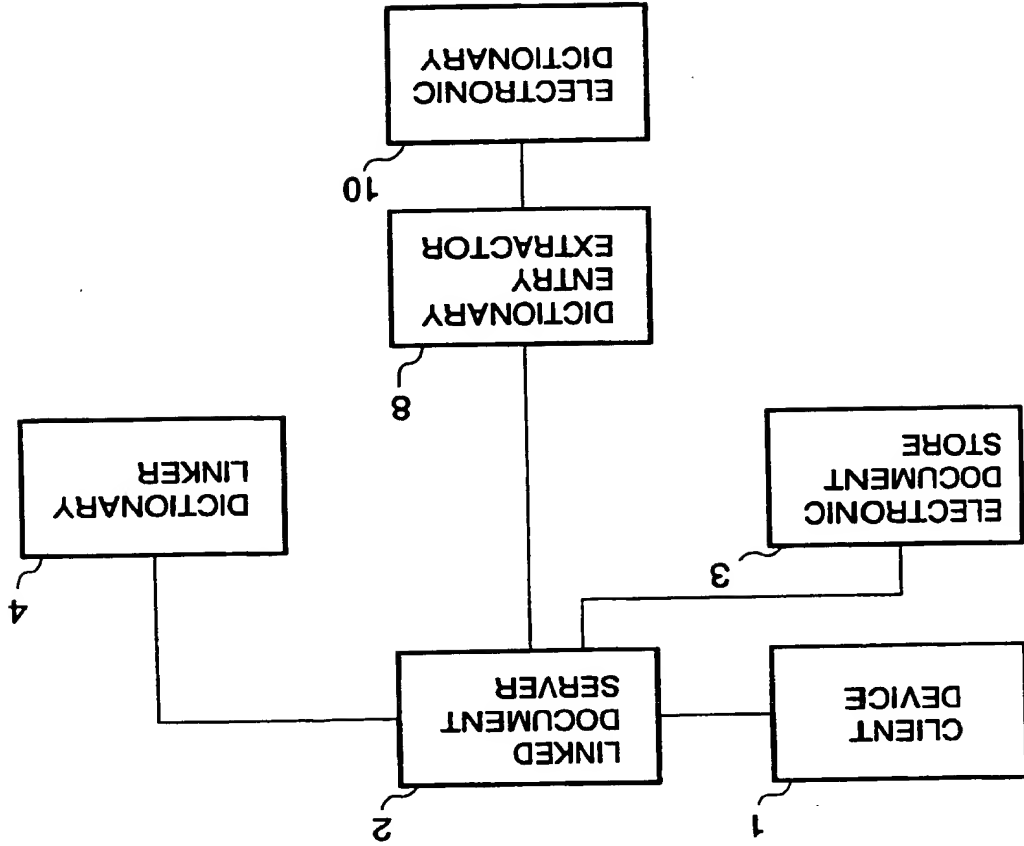 1
CLIENT
DEVICE
2
LINKED
DOCUMENT
SERVER
3
ELECTRONIC
DOCUMENT
STORE
4
DICTIONARY
LINKER
8
DICTIONARY
ENTRY
EXTRACTOR
10
ELECTRONIC
DICTIONARY